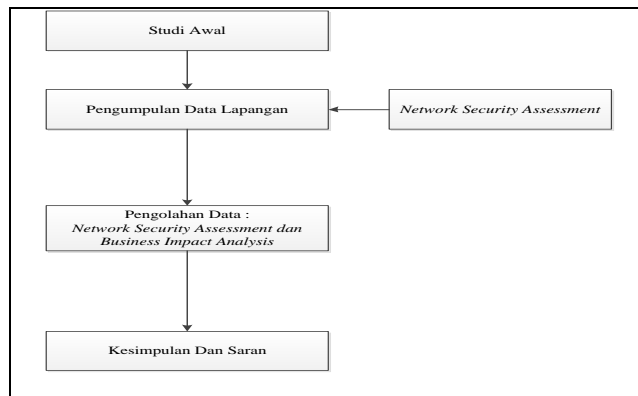 Studi Awal
Pengumpulan Data Lapangan
Network Security Assessment
Pengolahan Data :
Network Security Assessment dan
Business Impact Analysis
Kesimpulan Dan Saran